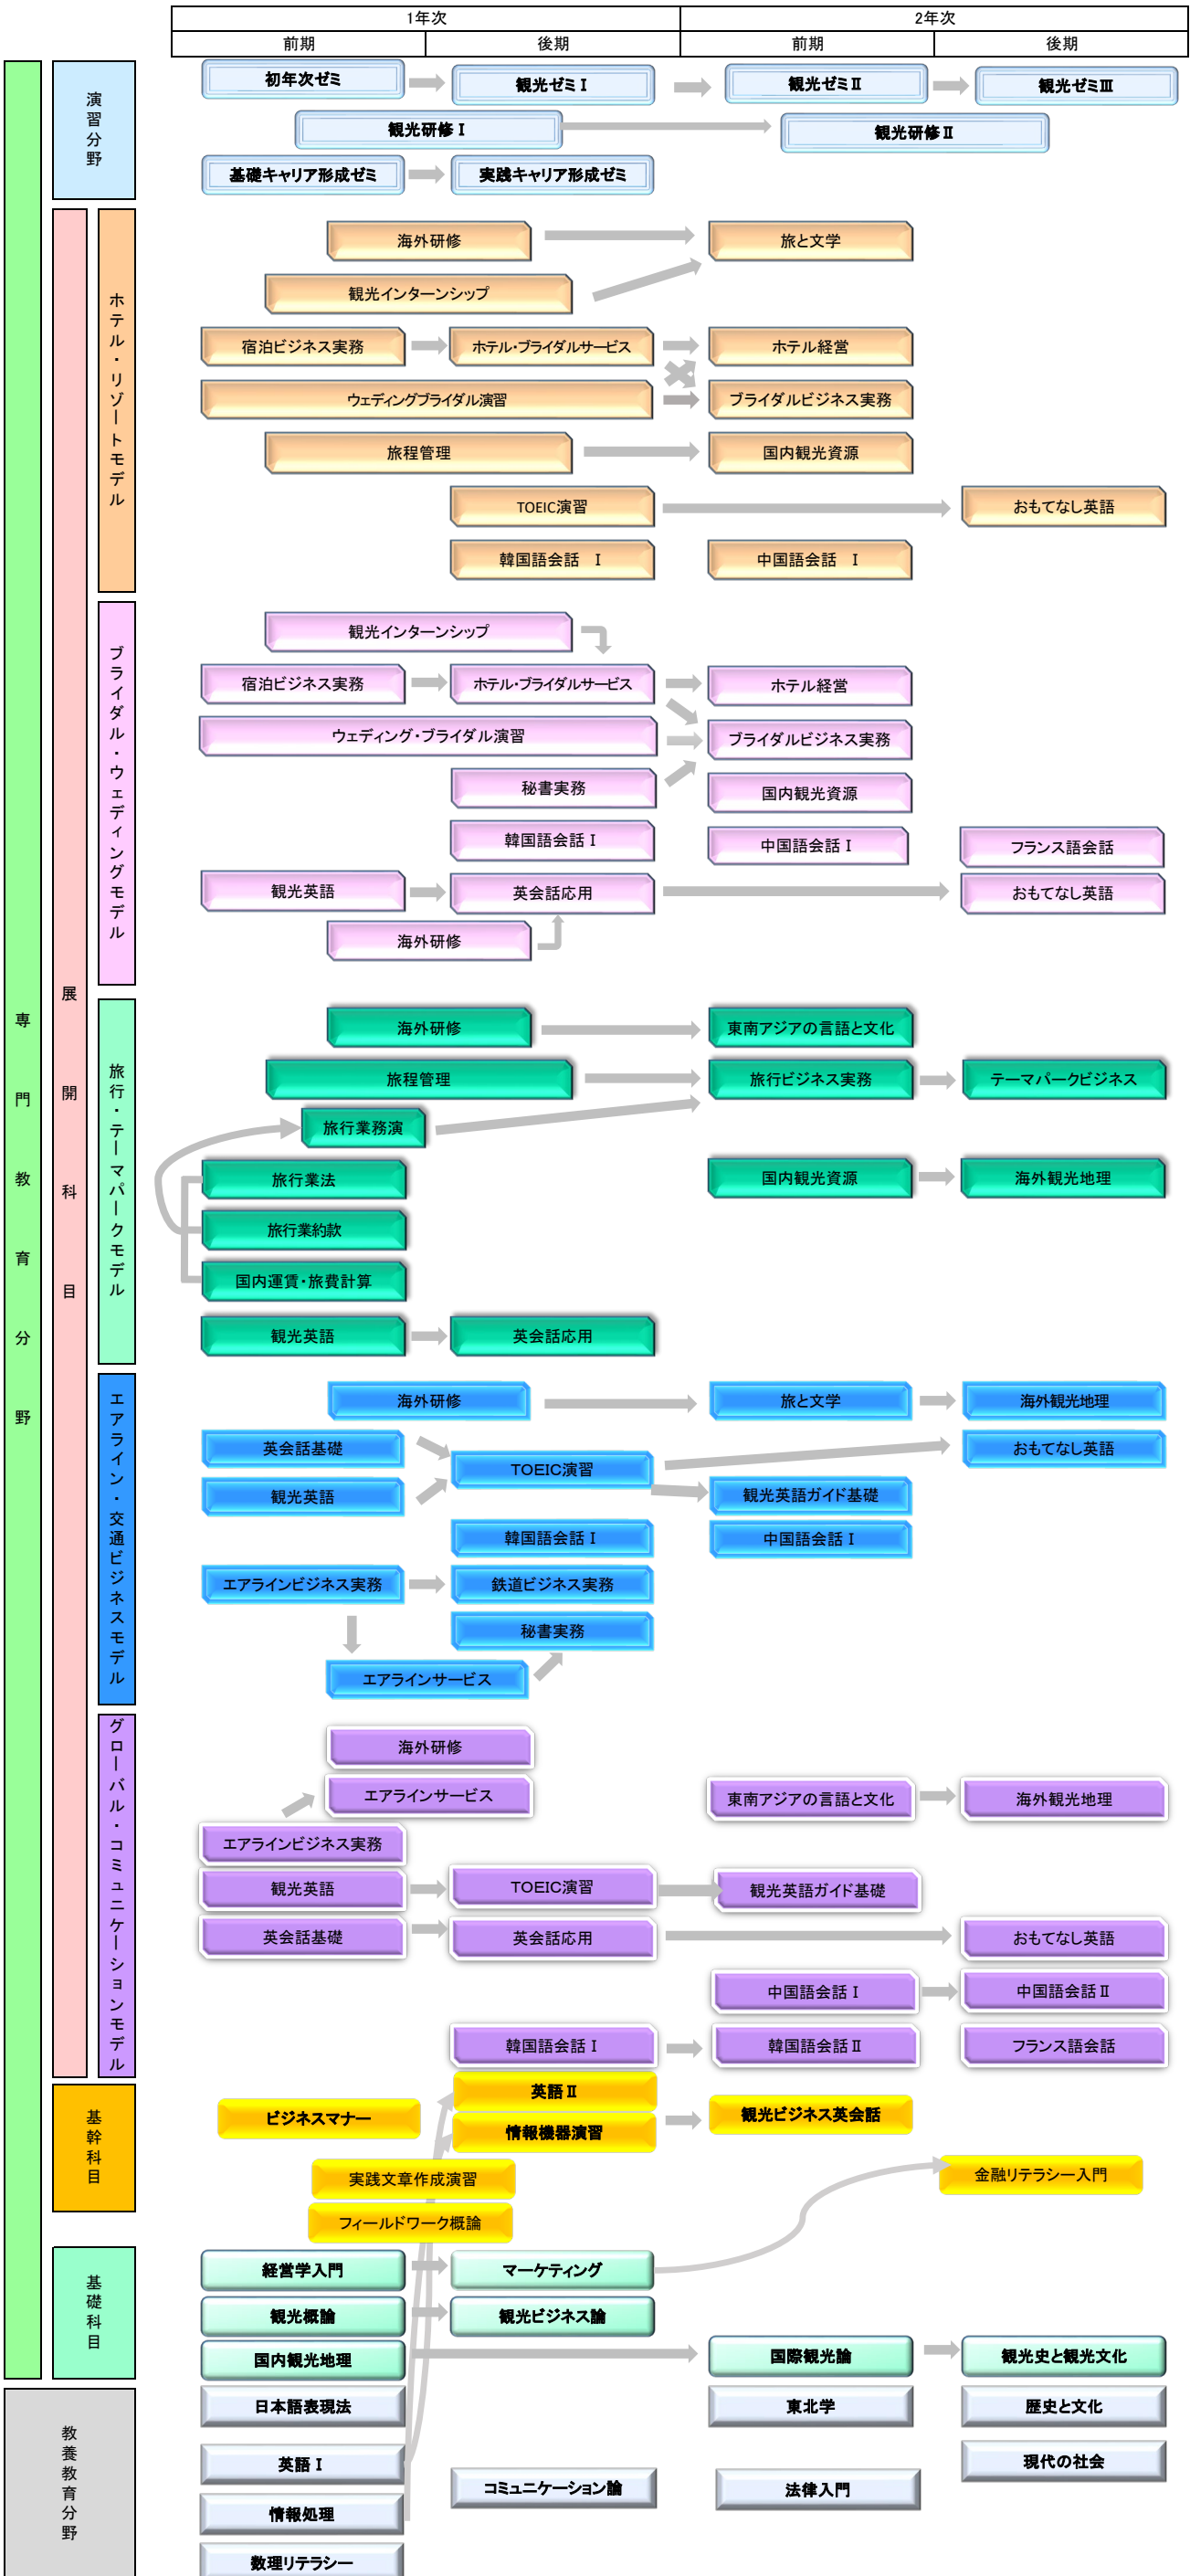 1年次 2年次
前期 後期 前期 後期
専門教育分野
演習分野
初年次ゼミ 観光ゼミⅠ 観光ゼミⅡ 観光ゼミⅢ
観光研修Ⅰ 観光研修Ⅱ
基礎キャリア形成ゼミ 実践キャリア形成ゼミ
展開科目
ホテル・リゾートモデル
海外研修 旅と文学
観光インターンシップ
宿泊ビジネス実務 ホテル・ブライダルサービス ホテル経営
ウェディングブライダル演習 ブライダルビジネス実務
旅程管理 国内観光資源
TOEIC演習 おもてなし英語
韓国語会話 Ⅰ 中国語会話 Ⅰ
ブライダル・ウェディングモデル
観光インターンシップ
宿泊ビジネス実務 ホテル・ブライダルサービス ホテル経営
ウェディング・ブライダル演習 ブライダルビジネス実務
秘書実務 国内観光資源
韓国語会話Ⅰ 中国語会話Ⅰ フランス語会話
観光英語 英会話応用 おもてなし英語
海外研修
旅行・テーマパークモデル
海外研修 東南アジアの言語と文化
旅程管理 旅行ビジネス実務 テーマパークビジネス
旅行業務演
旅行業法 国内観光資源 海外観光地理
旅行業約款
国内運賃・旅費計算
観光英語 英会話応用
エアライン・交通ビジネスモデル
海外研修 旅と文学 海外観光地理
英会話基礎 TOEIC演習 おもてなし英語
観光英語 観光英語ガイド基礎
韓国語会話Ⅰ 中国語会話Ⅰ
エアラインビジネス実務 鉄道ビジネス実務
秘書実務
エアラインサービス
グローバル・コミュニケーションモデル
海外研修
エアラインサービス 東南アジアの言語と文化 海外観光地理
エアラインビジネス実務
観光英語 TOEIC演習 観光英語ガイド基礎
英会話基礎 英会話応用 おもてなし英語
中国語会話Ⅰ 中国語会話Ⅱ
韓国語会話Ⅰ 韓国語会話Ⅱ フランス語会話
基幹科目
英語Ⅱ
ビジネスマナー 情報機器演習 観光ビジネス英会話
実践文章作成演習 金融リテラシー入門
フィールドワーク概論
基礎科目
経営学入門 マーケティング
観光概論 観光ビジネス論
国内観光地理 国際観光論 観光史と観光文化
教養教育分野
日本語表現法 東北学 歴史と文化
英語Ⅰ 現代の社会
コミュニケーション論 法律入門
情報処理
数理リテラシー